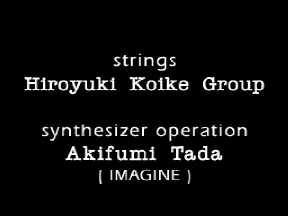 strings
Hiroyuki Koike Group
synthesizer operation
Akifumi Tada
( IMAGINE )